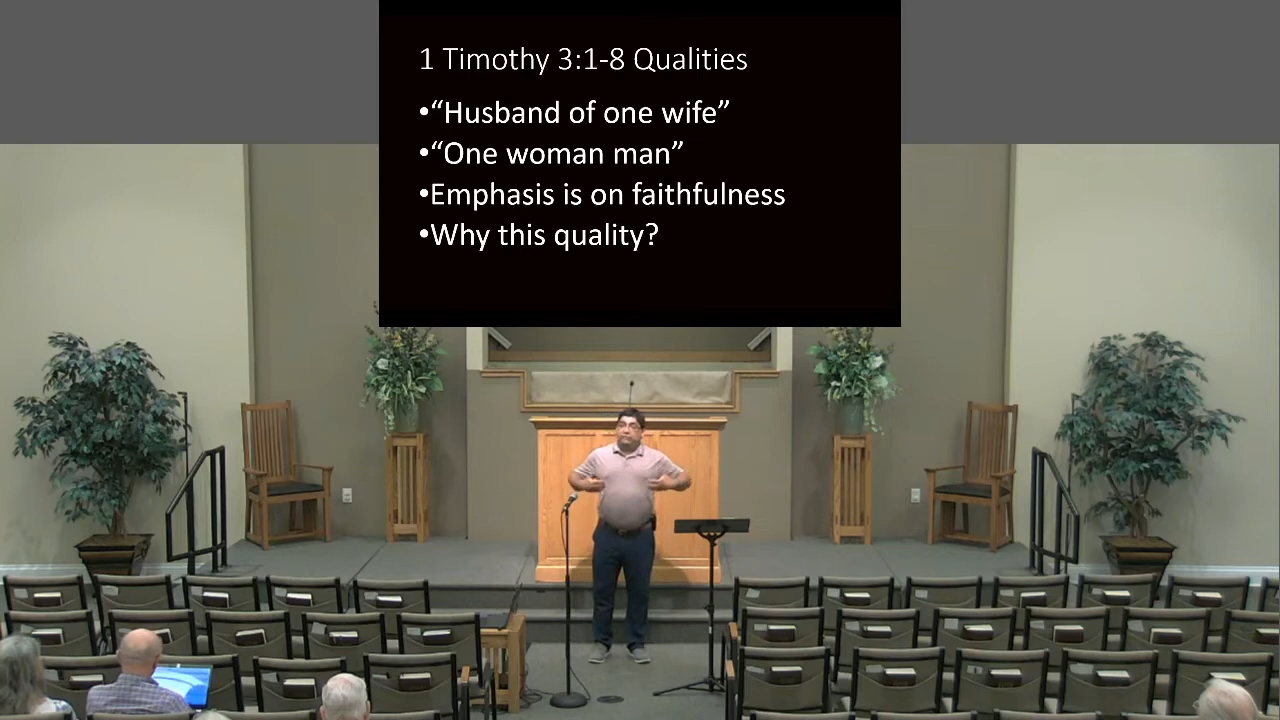 1 Timothy 3:1-8 Qualities
•“Husband of one wife”
•“One woman man”
•Emphasis is on faithfulness
•Why this quality?